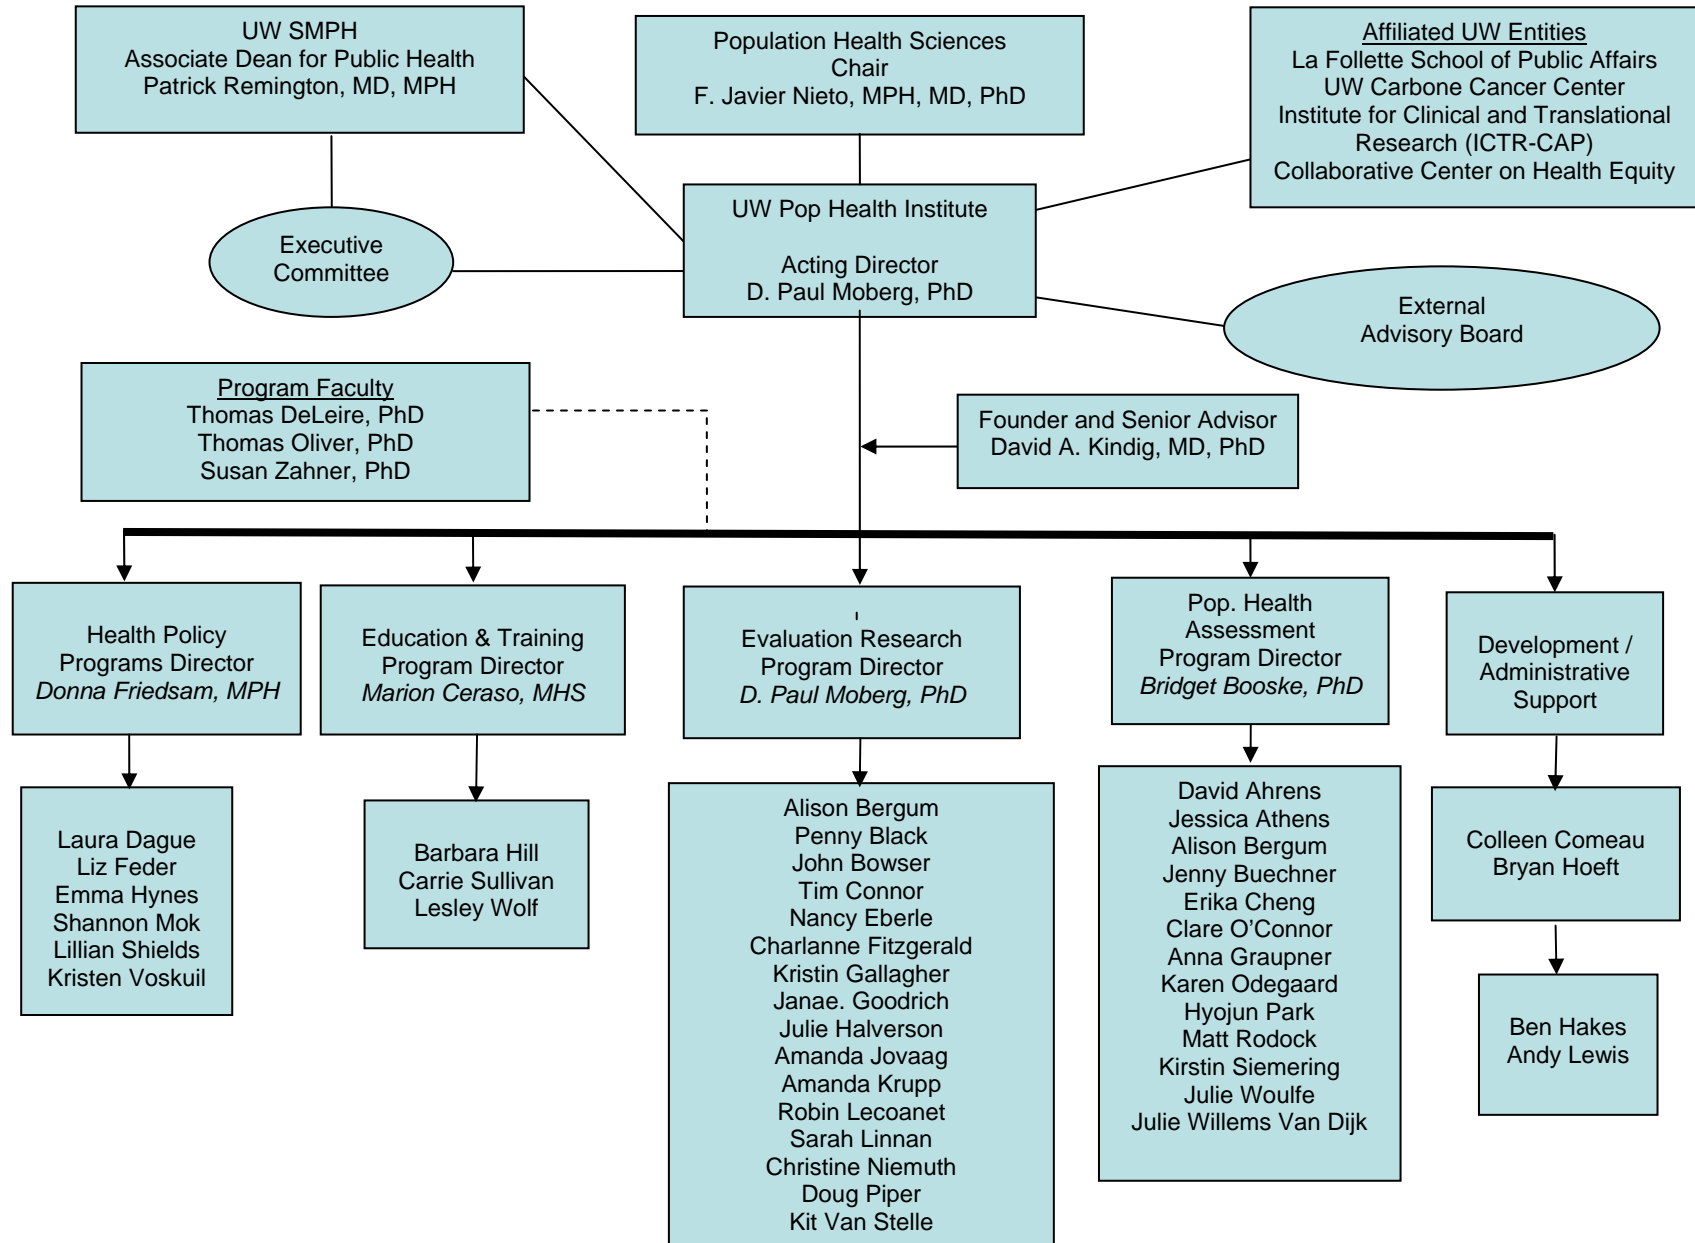 UW SMPH
Associate Dean for Public Health
Patrick Remington, MD, MPH
Population Health Sciences
Chair
F. Javier Nieto, MPH, MD, PhD
Affiliated UW Entities
La Follette School of Public Affairs
UW Carbone Cancer Center
Institute for Clinical and Translational
Research (ICTR-CAP)
Collaborative Center on Health Equity
UW Pop Health Institute
Acting Director
D. Paul Moberg, PhD
Executive
Committee
External
Advisory Board
Program Faculty
Thomas DeLeire, PhD
Thomas Oliver, PhD
Susan Zahner, PhD
Founder and Senior Advisor
David A. Kindig, MD, PhD
Health Policy
Programs Director
Donna Friedsam, MPH
Education & Training
Program Director
Marion Ceraso, MHS
Evaluation Research
Program Director
D. Paul Moberg, PhD
Pop. Health
Assessment
Program Director
Bridget Booske, PhD
Development /
Administrative
Support
Laura Dague
Liz Feder
Emma Hynes
Shannon Mok
Lillian Shields
Kristen Voskuil
Barbara Hill
Carrie Sullivan
Lesley Wolf
Alison Bergum
Penny Black
John Bowser
Tim Connor
Nancy Eberle
Charlanne Fitzgerald
Kristin Gallagher
Janae. Goodrich
Julie Halverson
Amanda Jovaag
Amanda Krupp
Robin Lecoanet
Sarah Linnan
Christine Niemuth
Doug Piper
Kit Van Stelle
David Ahrens
Jessica Athens
Alison Bergum
Jenny Buechner
Erika Cheng
Clare O’Connor
Anna Graupner
Karen Odegaard
Hyojun Park
Matt Rodock
Kirstin Siemering
Julie Woulfe
Julie Willems Van Dijk
Colleen Comeau
Bryan Hoeft
Ben Hakes
Andy Lewis